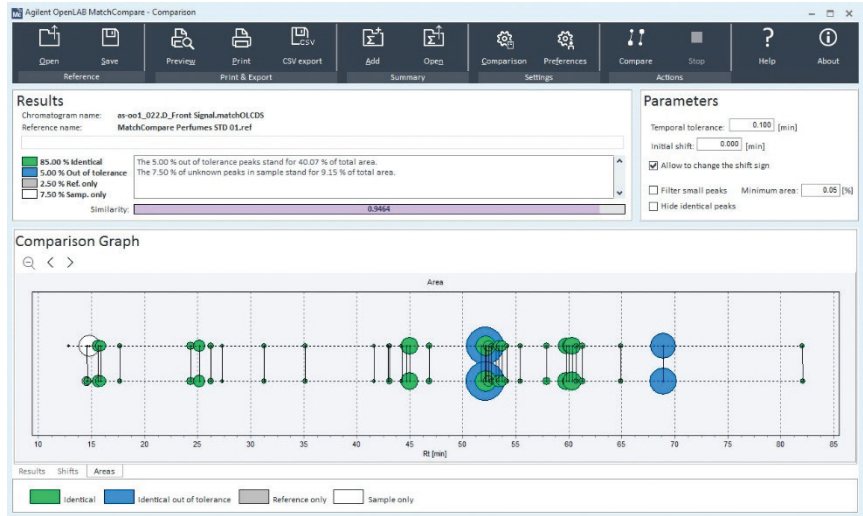 Agilent OpenLAB MatchCompare - Comparison
Open Save Preview Print CSV export Add Open Comparison Preferences Compare Stop Help About
Reference Print & Export Summary Settings Actions
Results
Chromatogram name: as-oo1_022.D_Front Signal.matchOLCDS
Reference name: MatchCompare Perfumes STD 01.ref
85.00 % Identical
5.00 % Out of tolerance
2.50 % Ref. only
7.50 % Samp. only
The 5.00 % out of tolerance peaks stand for 40.07 % of total area.
The 7.50 % of unknown peaks in sample stand for 9.15 % of total area.
Similarity: 0.9464
Parameters
Temporal tolerance: 0.100 [min]
Initial shift: 0.000 [min]
Allow to change the shift sign
Filter small peaks Minimum area: 0.05 [%]
Hide identical peaks
Comparison Graph
Area
10 15 20 25 30 35 40 45 50 55 60 65 70 75 80 85
Rt [min]
Results Shifts Areas
Identical Identical out of tolerance Reference only Sample only